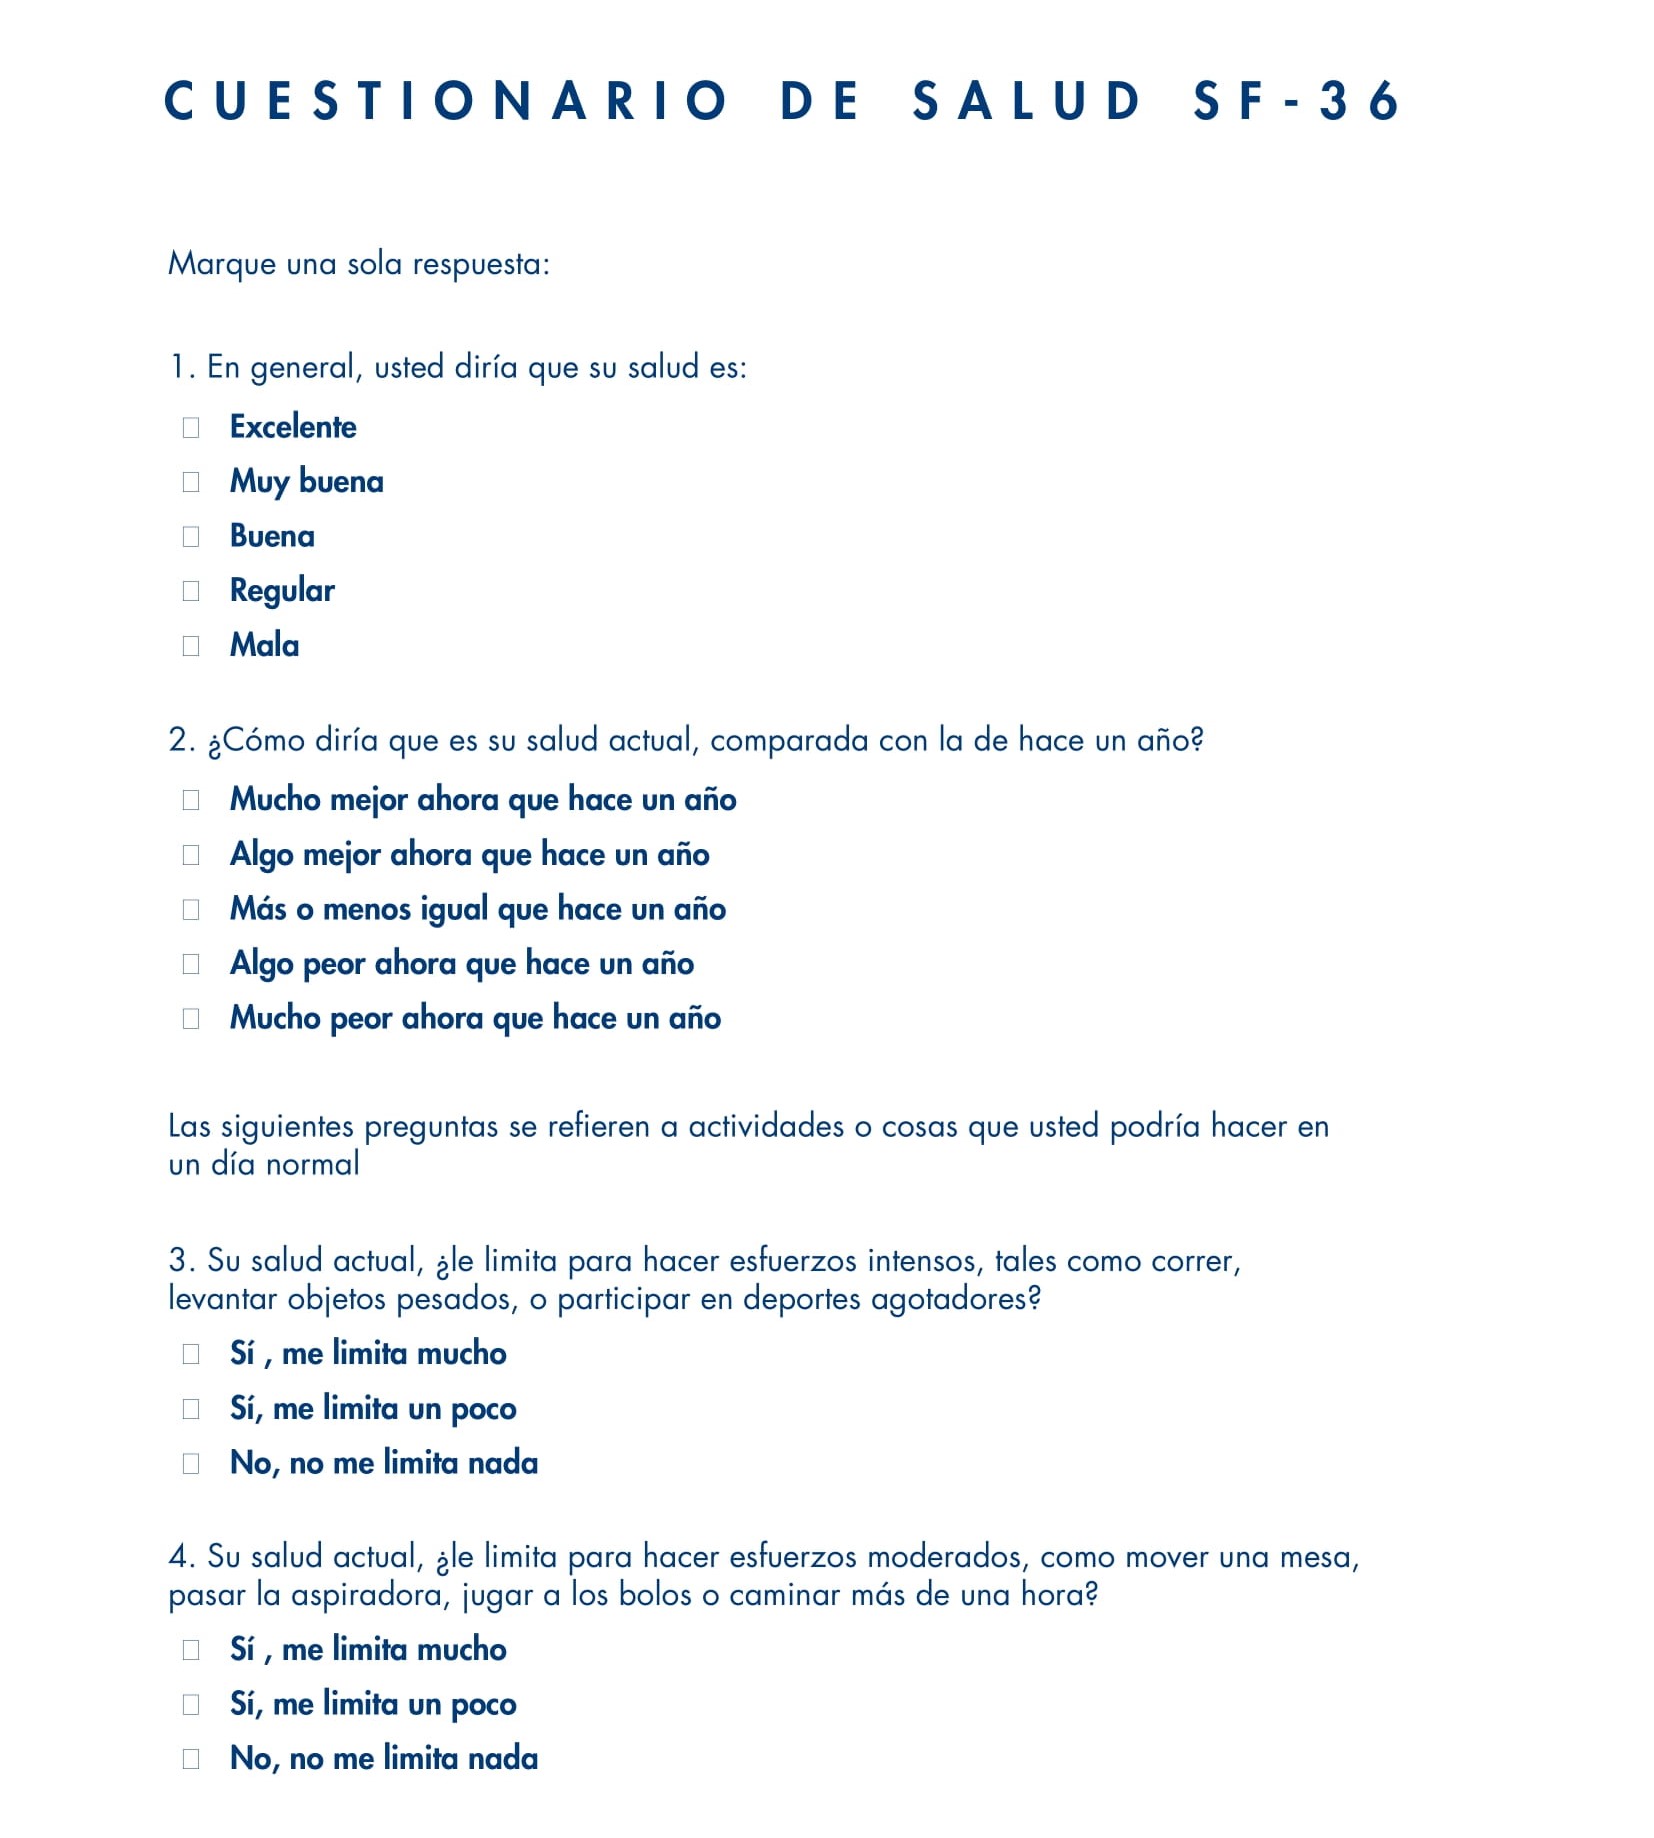 CUESTIONARIO DE SALUD SF-36
Marque una sola respuesta:
1. En general, usted diría que su salud es:
Excelente
Muy buena
Buena
Regular
Mala
2. ¿Cómo diría que es su salud actual, comparada con la de hace un año?
Mucho mejor ahora que hace un año
Algo mejor ahora que hace un año
Más o menos igual que hace un año
Algo peor ahora que hace un año
Mucho peor ahora que hace un año
Las siguientes preguntas se refieren a actividades o cosas que usted podría hacer en
un día normal
3. Su salud actual, ¿le limita para hacer esfuerzos intensos, tales como correr,
levantar objetos pesados, o participar en deportes agotadores?
Sí , me limita mucho
Sí, me limita un poco
No, no me limita nada
4. Su salud actual, ¿le limita para hacer esfuerzos moderados, como mover una mesa,
pasar la aspiradora, jugar a los bolos o caminar más de una hora?
Sí , me limita mucho
Sí, me limita un poco
No, no me limita nada